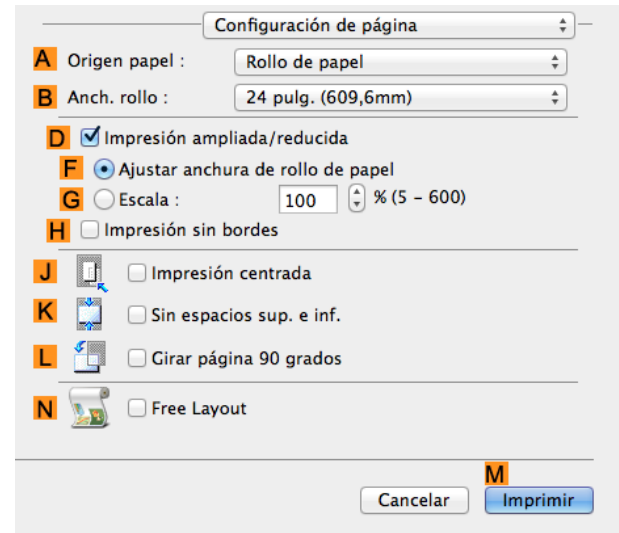 Configuración de página
A Origen papel : Rollo de papel
B Anch. rollo : 24 pulg. (609,6mm)
D Impresión ampliada/reducida
F Ajustar anchura de rollo de papel
G Escala : 100 % (5 - 600)
H Impresión sin bordes
J Impresión centrada
K Sin espacios sup. e inf.
L Girar página 90 grados
N Free Layout
M
Cancelar Imprimir